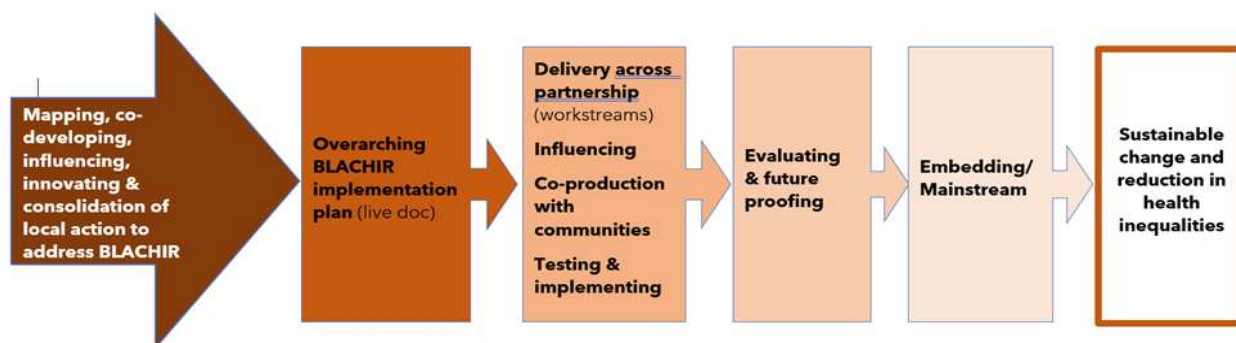 Mapping, co-
developing,
influencing,
innovating &
consolidation of
local action to
address BLACHIR
Overarching
BLACHIR
implementation
plan (live doc)
Delivery across
partnership
(workstreams)
Influencing
Co-production
with
communities
Testing &
implementing
Evaluating
& future
proofing
Embedding/
Mainstream
Sustainable
change and
reduction in
health
inequalities